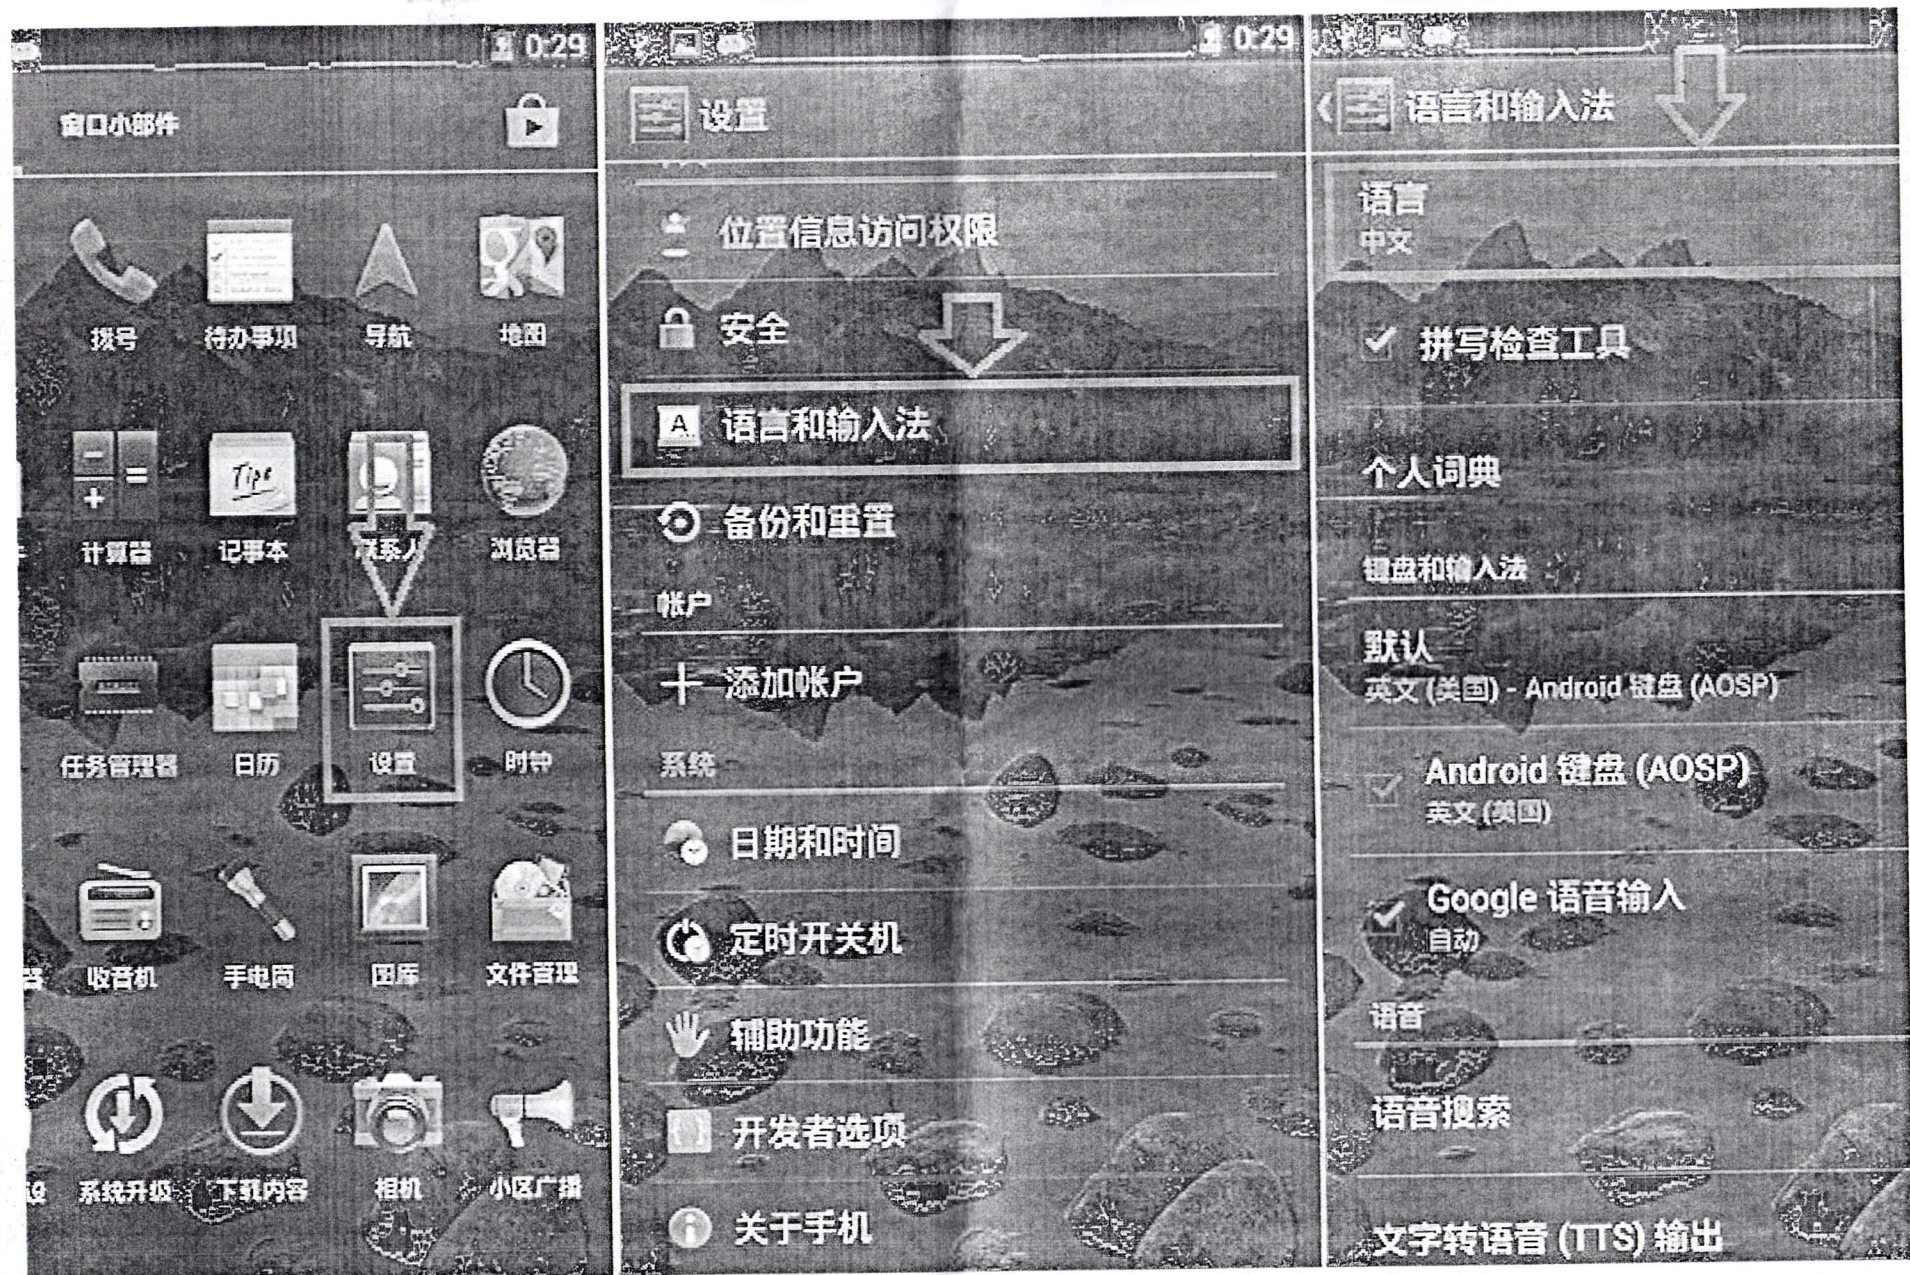 0:29
窗口小部件
拨号 待办事项 导航 地图
Tips
计算器 记事本 联系人 浏览器
任务管理器 日历 设置 时钟
器 收音机 手电筒 图库 文件管理
设 系统升级 下载内容 相机 小区广播
0:29
设置
位置信息访问权限
安全
A 语言和输入法
备份和重置
帐户
添加帐户
系统
日期和时间
定时开关机
辅助功能
{ } 开发者选项
关于手机
语言和输入法
语言
中文
拼写检查工具
个人词典
键盘和输入法
默认
英文 (美国) - Android 键盘 (AOSP)
Android 键盘 (AOSP)
英文 (美国)
Google 语音输入
自动
语音
语音搜索
文字转语音 (TTS) 输出